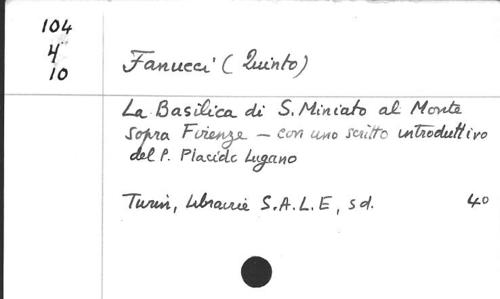 104
4
10
Fanucci (Quinto)
La Basilica di S. Miniato al Monte
sopra Firenze - con uno scritto introduttivo
del P. Placido Lugano
Turin, Librairie S.A.L.E, sd. 40